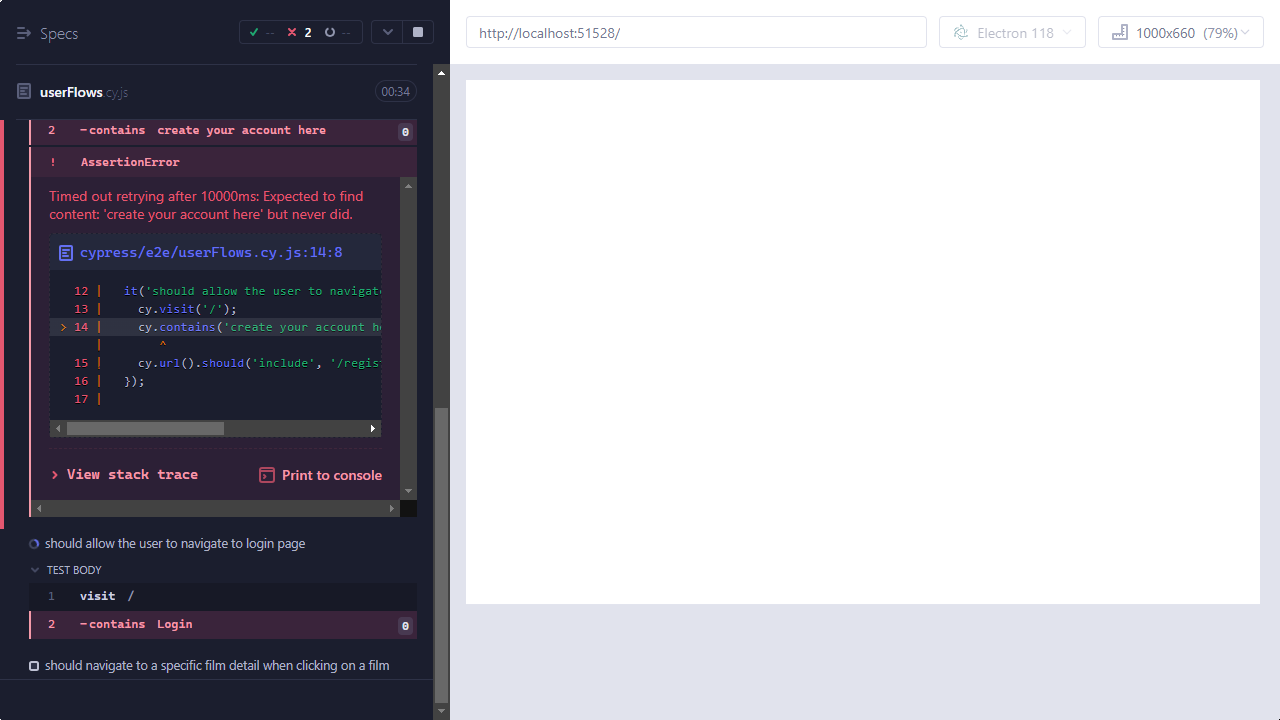 Specs
-- 2 --
userFlows.cy.js
00:34
2 -contains create your account here 0
! AssertionError
Timed out retrying after 10000ms: Expected to find
content: 'create your account here' but never did.
cypress/e2e/userFlows.cy.js:14:8
12 | it('should allow the user to navigate
13 | cy.visit('/');
> 14 | cy.contains('create your account he
| ^
15 | cy.url().should('include', '/regist
16 | });
17 |
> View stack trace
Print to console
should allow the user to navigate to login page
TEST BODY
1 visit /
2 -contains Login 0
should navigate to a specific film detail when clicking on a film
http://localhost:51528/
Electron 118
1000x660 (79%)